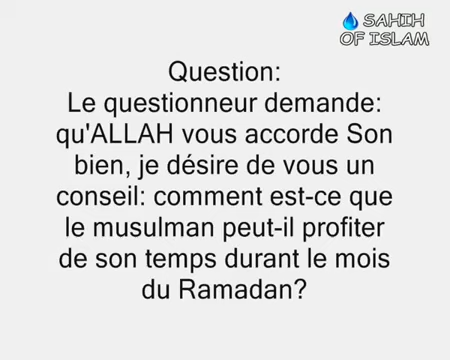 SAHIH
OF ISLAM
Question:
Le questionneur demande:
qu'ALLAH vous accorde Son
bien, je désire de vous un
conseil: comment est-ce que
le musulman peut-il profiter
de son temps durant le mois
du Ramadan?